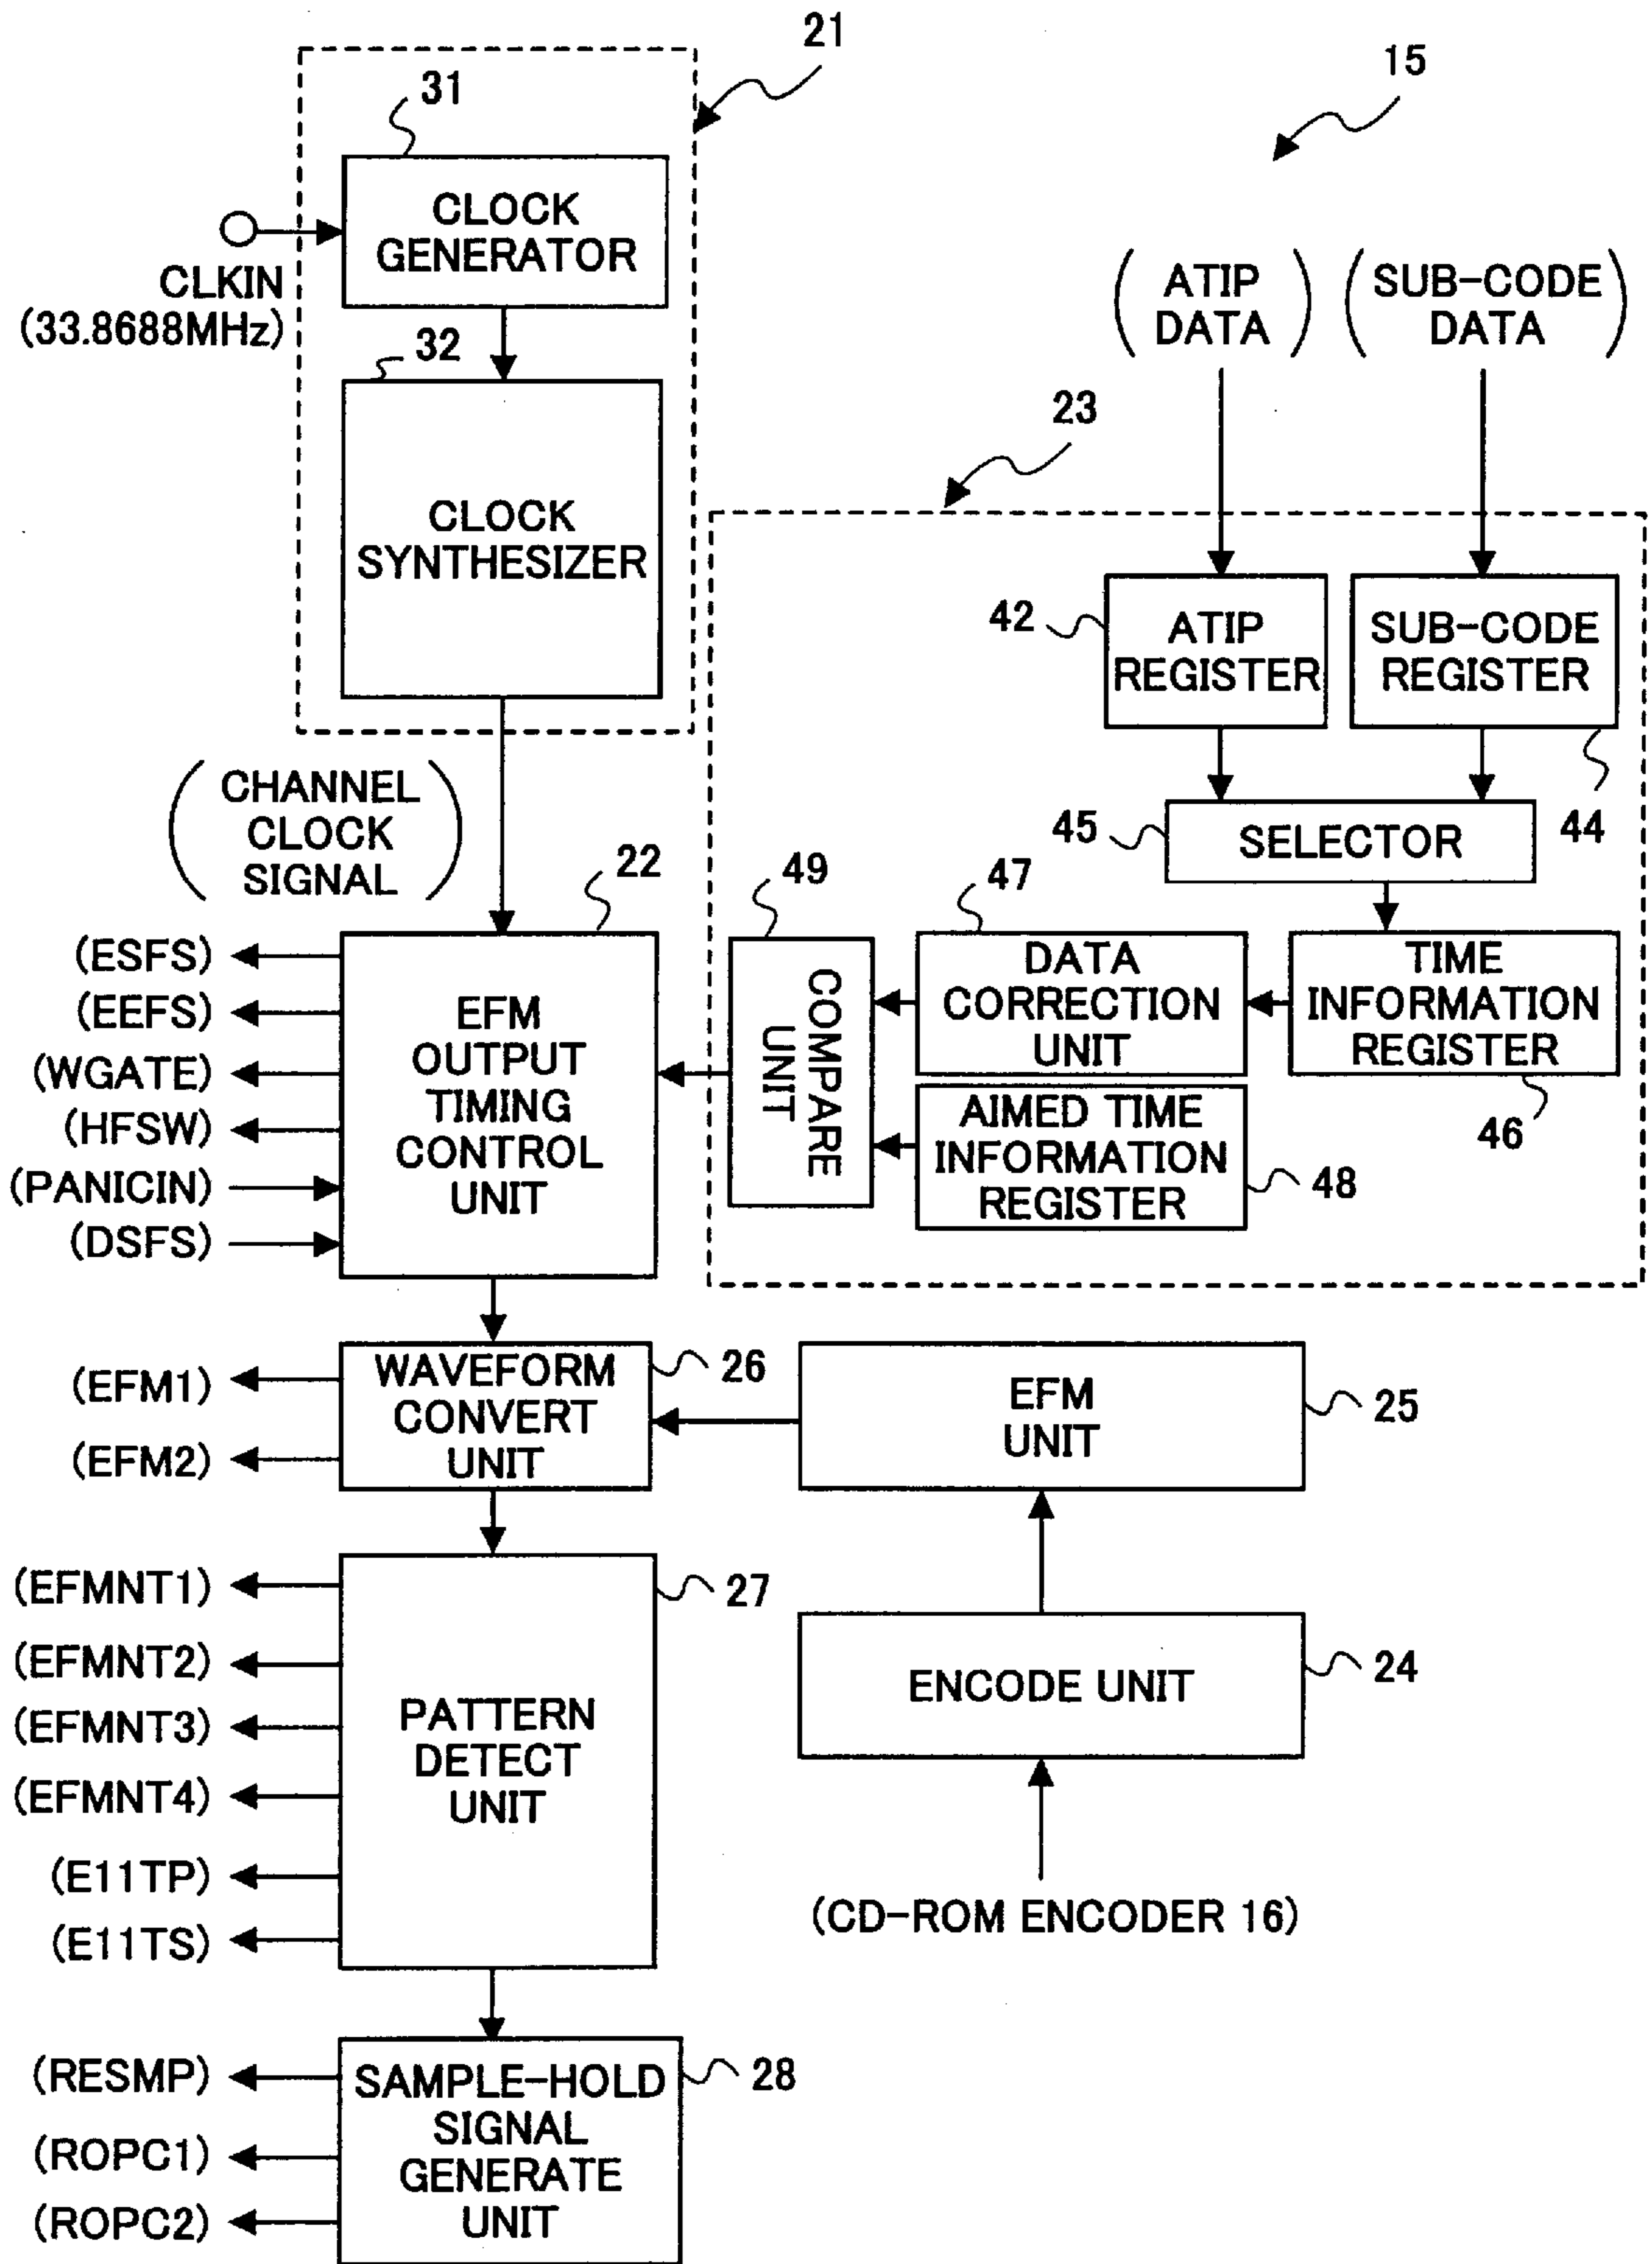 21
15
31
CLOCK
GENERATOR
CLKIN
(33.8688MHz)
32
CLOCK
SYNTHESIZER
(ATIP
DATA)
(SUB-CODE
DATA)
23
42
ATIP
REGISTER
SUB-CODE
REGISTER
44
45
SELECTOR
(CHANNEL
CLOCK
SIGNAL)
22
49
47
COMPARE
UNIT
DATA
CORRECTION
UNIT
TIME
INFORMATION
REGISTER
46
AIMED TIME
INFORMATION
REGISTER
48
(ESFS)
(EEFS)
(WGATE)
(HFSW)
(PANICIN)
(DSFS)
EFM
OUTPUT
TIMING
CONTROL
UNIT
(EFM1)
(EFM2)
WAVEFORM
CONVERT
UNIT
26
EFM
UNIT
25
(EFMNT1)
(EFMNT2)
(EFMNT3)
(EFMNT4)
(E11TP)
(E11TS)
PATTERN
DETECT
UNIT
27
ENCODE UNIT
24
(CD-ROM ENCODER 16)
(RESMP)
(ROPC1)
(ROPC2)
SAMPLE-HOLD
SIGNAL
GENERATE
UNIT
28